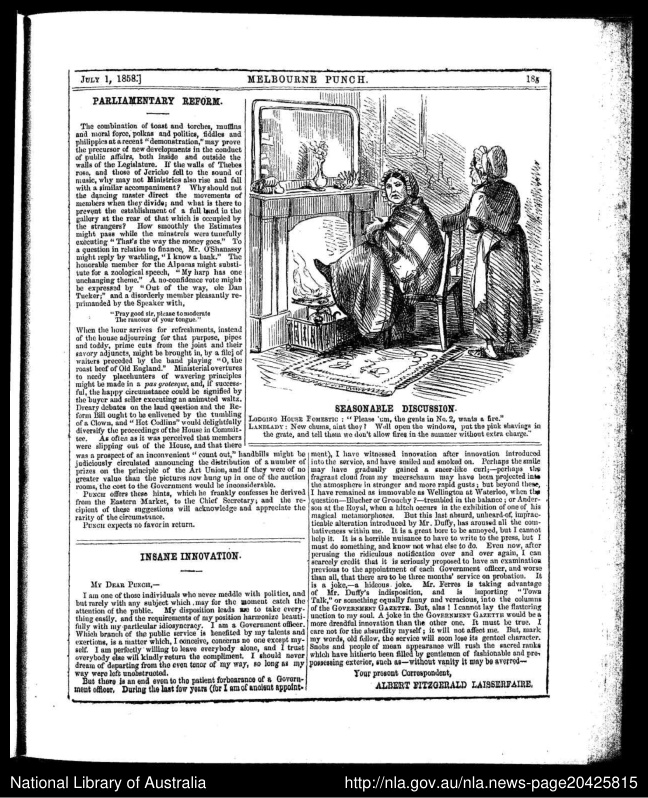 JULY 1, 1858.]
MELBOURNE PUNCH.
185
PARLIAMENTARY REFORM.
The combination of toast and torches, muffins
and moral force, polkas and politics, fiddles and
philippics at a recent "demonstration," may prove
the precursor of new developments in the conduct
of public affairs, both inside and outside the
walls of the Legislature. If the walls of Thebes
rose, and those of Jericho fell to the sound of
music, why may not Ministries also rise and fall
with a similar accompaniment? Why should not
the dancing master direct the movements of
members when they divide; and what is there to
prevent the establishment of a full band in the
gallery at the rear of that which is occupied by
the strangers? How smoothly the Estimates
might pass while the minstrels were tunefully
executing "That's the way the money goes." To
a question in relation to finance, Mr. O'Shanassy
might reply by warbling, "I know a bank." The
honorable member for the Alpacas might substi-
tute for a zoological speech, "My harp has one
unchanging theme." A no-confidence vote might
be expressed by "Out of the way, ole Dan
Tucker;" and a disorderly member pleasantly re-
primanded by the Speaker with,
"Pray good sir, please to moderate
The rancour of your tongue."
When the hour arrives for refreshments, instead
of the house adjourning for that purpose, pipes
and toddy, prime cuts from the joint and their
savory adjuncts, might be brought in, by a file of
waiters preceded by the band playing "O, the
roast beef of Old England." Ministerial overtures
to needy placehunters of wavering principles
might be made in a pas grotesque, and, if success-
ful, the happy circumstance could be signified by
the buyer and seller executing an animated waltz.
Dreary debates on the land question and the Re-
form Bill ought to be enlivened by the tumbling
of a Clown, and "Hot Codlins" would delightfully
diversify the proceedings of the House in Commit-
tee. As often as it was perceived that members
were slipping out of the House, and that there
was a prospect of an inconvenient "count out," handbills might be
judiciously circulated announcing the distribution of a number of
prizes on the principle of the Art Union, and if they were of no
greater value than the pictures now hung up in one of the auction
rooms, the cost to the Government would be inconsiderable.
PUNCH offers these hints, which he frankly confesses he derived
from the Eastern Market, to the Chief Secretary; and the re-
cipient of these suggestions will acknowledge and appreciate the
rarity of the circumstance.
PUNCH expects no favor in return.
SEASONABLE DISCUSSION.
LODGING HOUSE DOMESTIC: "Please 'um, the gents in No. 2, wants a fire."
LANDLADY: New chums, aint they? Well open the windows, put the pink shavings in
the grate, and tell them we don't allow fires in the summer without extra charge."
INSANE INNOVATION.
MY DEAR PUNCH,—
I am one of those individuals who never meddle with politics, and
but rarely with any subject which may for the moment catch the
attention of the public. My disposition leads me to take every-
thing easily, and the requirements of my position harmonize beauti-
fully with my particular idiosyncracy. I am a Government officer.
Which branch of the public service is benefited by my talents and
exertions, is a matter which, I conceive, concerns no one except my-
self. I am perfectly willing to leave everybody alone, and I trust
everybody else will kindly return the compliment. I should never
dream of departing from the even tenor of my way, so long as my
way were left unobstructed.
But there is an end even to the patient forbearance of a Govern-
ment officer. During the last few years (for I am of ancient appoint-
ment), I have witnessed innovation after innovation introduced
into the service, and have smiled and smoked on. Perhaps the smile
may have gradually gained a sneer-like curl,—perhaps the
fragrant cloud from my meerschaum may have been projected into
the atmosphere in stronger and more rapid gusts; but beyond these,
I have remained as immovable as Wellington at Waterloo, when the
question—Blucher or Grouchy?—trembled in the balance; or Ander-
son at the Royal, when a hitch occurs in the exhibition of one of his
magical metamorphoses. But this last absurd, unheard-of, imprac-
ticable alteration introduced by Mr. Duffy, has aroused all the com-
bativeness within me. It is a great bore to be annoyed, but I cannot
help it. It is a horrible nuisance to have to write to the press, but I
must do something, and know not what else to do. Even now, after
perusing the ridiculous notification over and over again, I can
scarcely credit that it is seriously proposed to have an examination
previous to the appointment of each Government officer, and worse
than all, that there are to be three months' service on probation. It
is a joke,—a hideous joke. Mr. Ferres is taking advantage
of Mr. Duffy's indisposition, and is importing "Town
Talk," or something equally funny and veracious, into the columns
of the GOVERNMENT GAZETTE. But, alas! I cannot lay the flattering
unction to my soul. A joke in the GOVERNMENT GAZETTE would be a
more dreadful innovation than the other one. It must be true. I
care not for the absurdity myself; it will not affect me. But, mark
my words, old fellow, the service will soon lose its genteel character.
Snobs and people of mean appearance will rush the sacred ranks
which have hitherto been filled by gentlemen of fashionable and pre-
possessing exterior, such as—without vanity it may be averred—
Your present Correspondent,
ALBERT FITZGERALD LAISSERFAIRE.
National Library of Australia
http://nla.gov.au/nla.news-page20425815